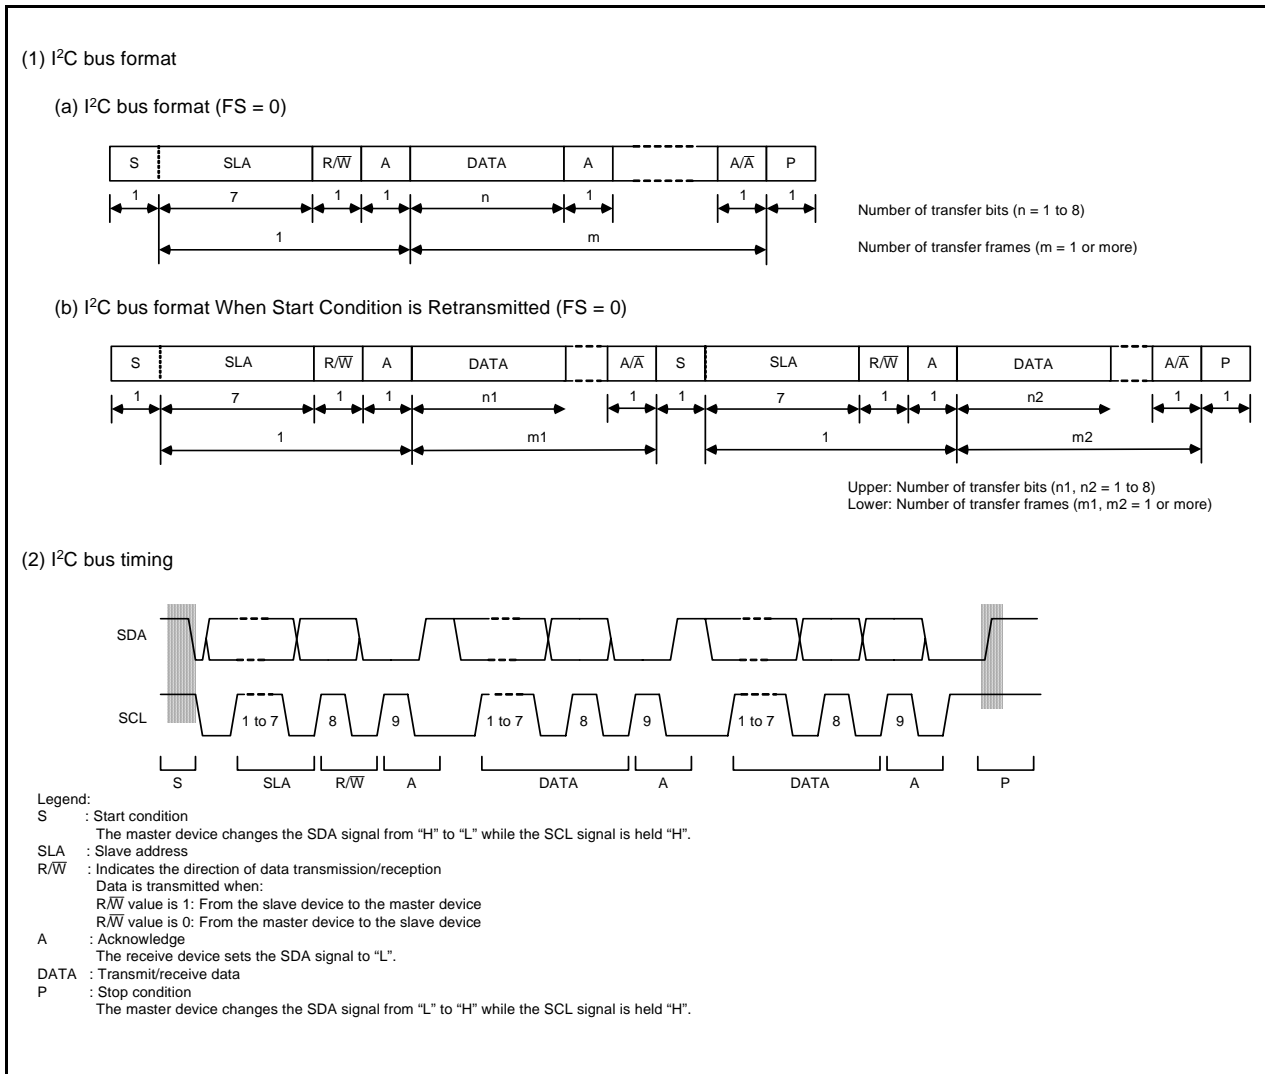 (1) I²C bus format
(a) I²C bus format (FS = 0)
S SLA R/W̅ A DATA A A/A̅ P
1 7 1 1 n 1 1 1
1 m
Number of transfer bits (n = 1 to 8)
Number of transfer frames (m = 1 or more)
(b) I²C bus format When Start Condition is Retransmitted (FS = 0)
S SLA R/W̅ A DATA A/A̅ S SLA R/W̅ A DATA A/A̅ P
1 7 1 1 n1 1 1 7 1 1 n2 1 1
1 m1 1 m2
Upper: Number of transfer bits (n1, n2 = 1 to 8)
Lower: Number of transfer frames (m1, m2 = 1 or more)
(2) I²C bus timing
SDA
SCL 1 to 7 8 9 1 to 7 8 9 1 to 7 8 9
S SLA R/W̅ A DATA A DATA A P
Legend:
S : Start condition
The master device changes the SDA signal from “H” to “L” while the SCL signal is held “H”.
SLA : Slave address
R/W̅ : Indicates the direction of data transmission/reception
Data is transmitted when:
R/W̅ value is 1: From the slave device to the master device
R/W̅ value is 0: From the master device to the slave device
A : Acknowledge
The receive device sets the SDA signal to “L”.
DATA : Transmit/receive data
P : Stop condition
The master device changes the SDA signal from “L” to “H” while the SCL signal is held “H”.